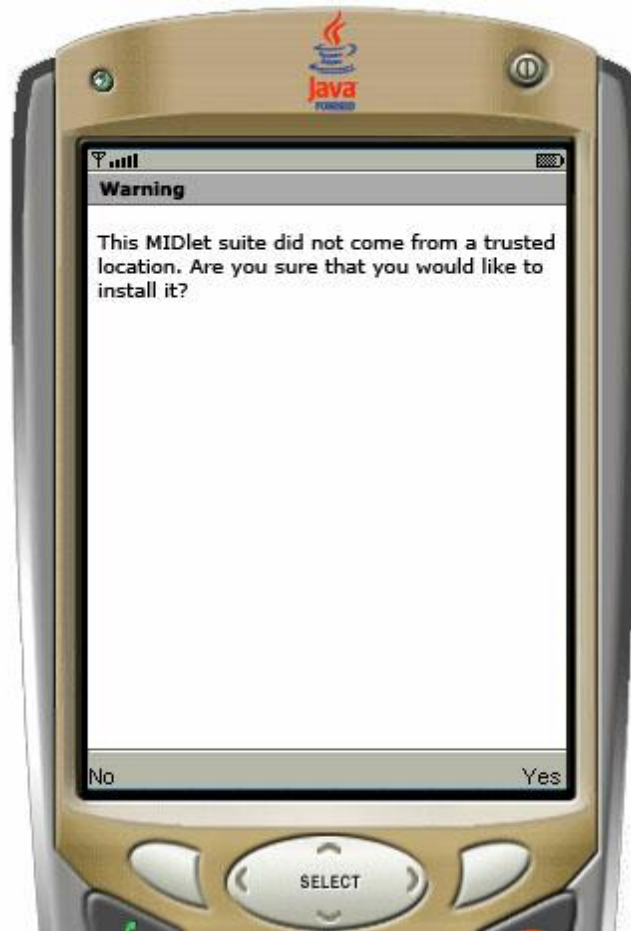 Java
POWERED
Warning
This MIDlet suite did not come from a trusted
location. Are you sure that you would like to
install it?
No
Yes
SELECT